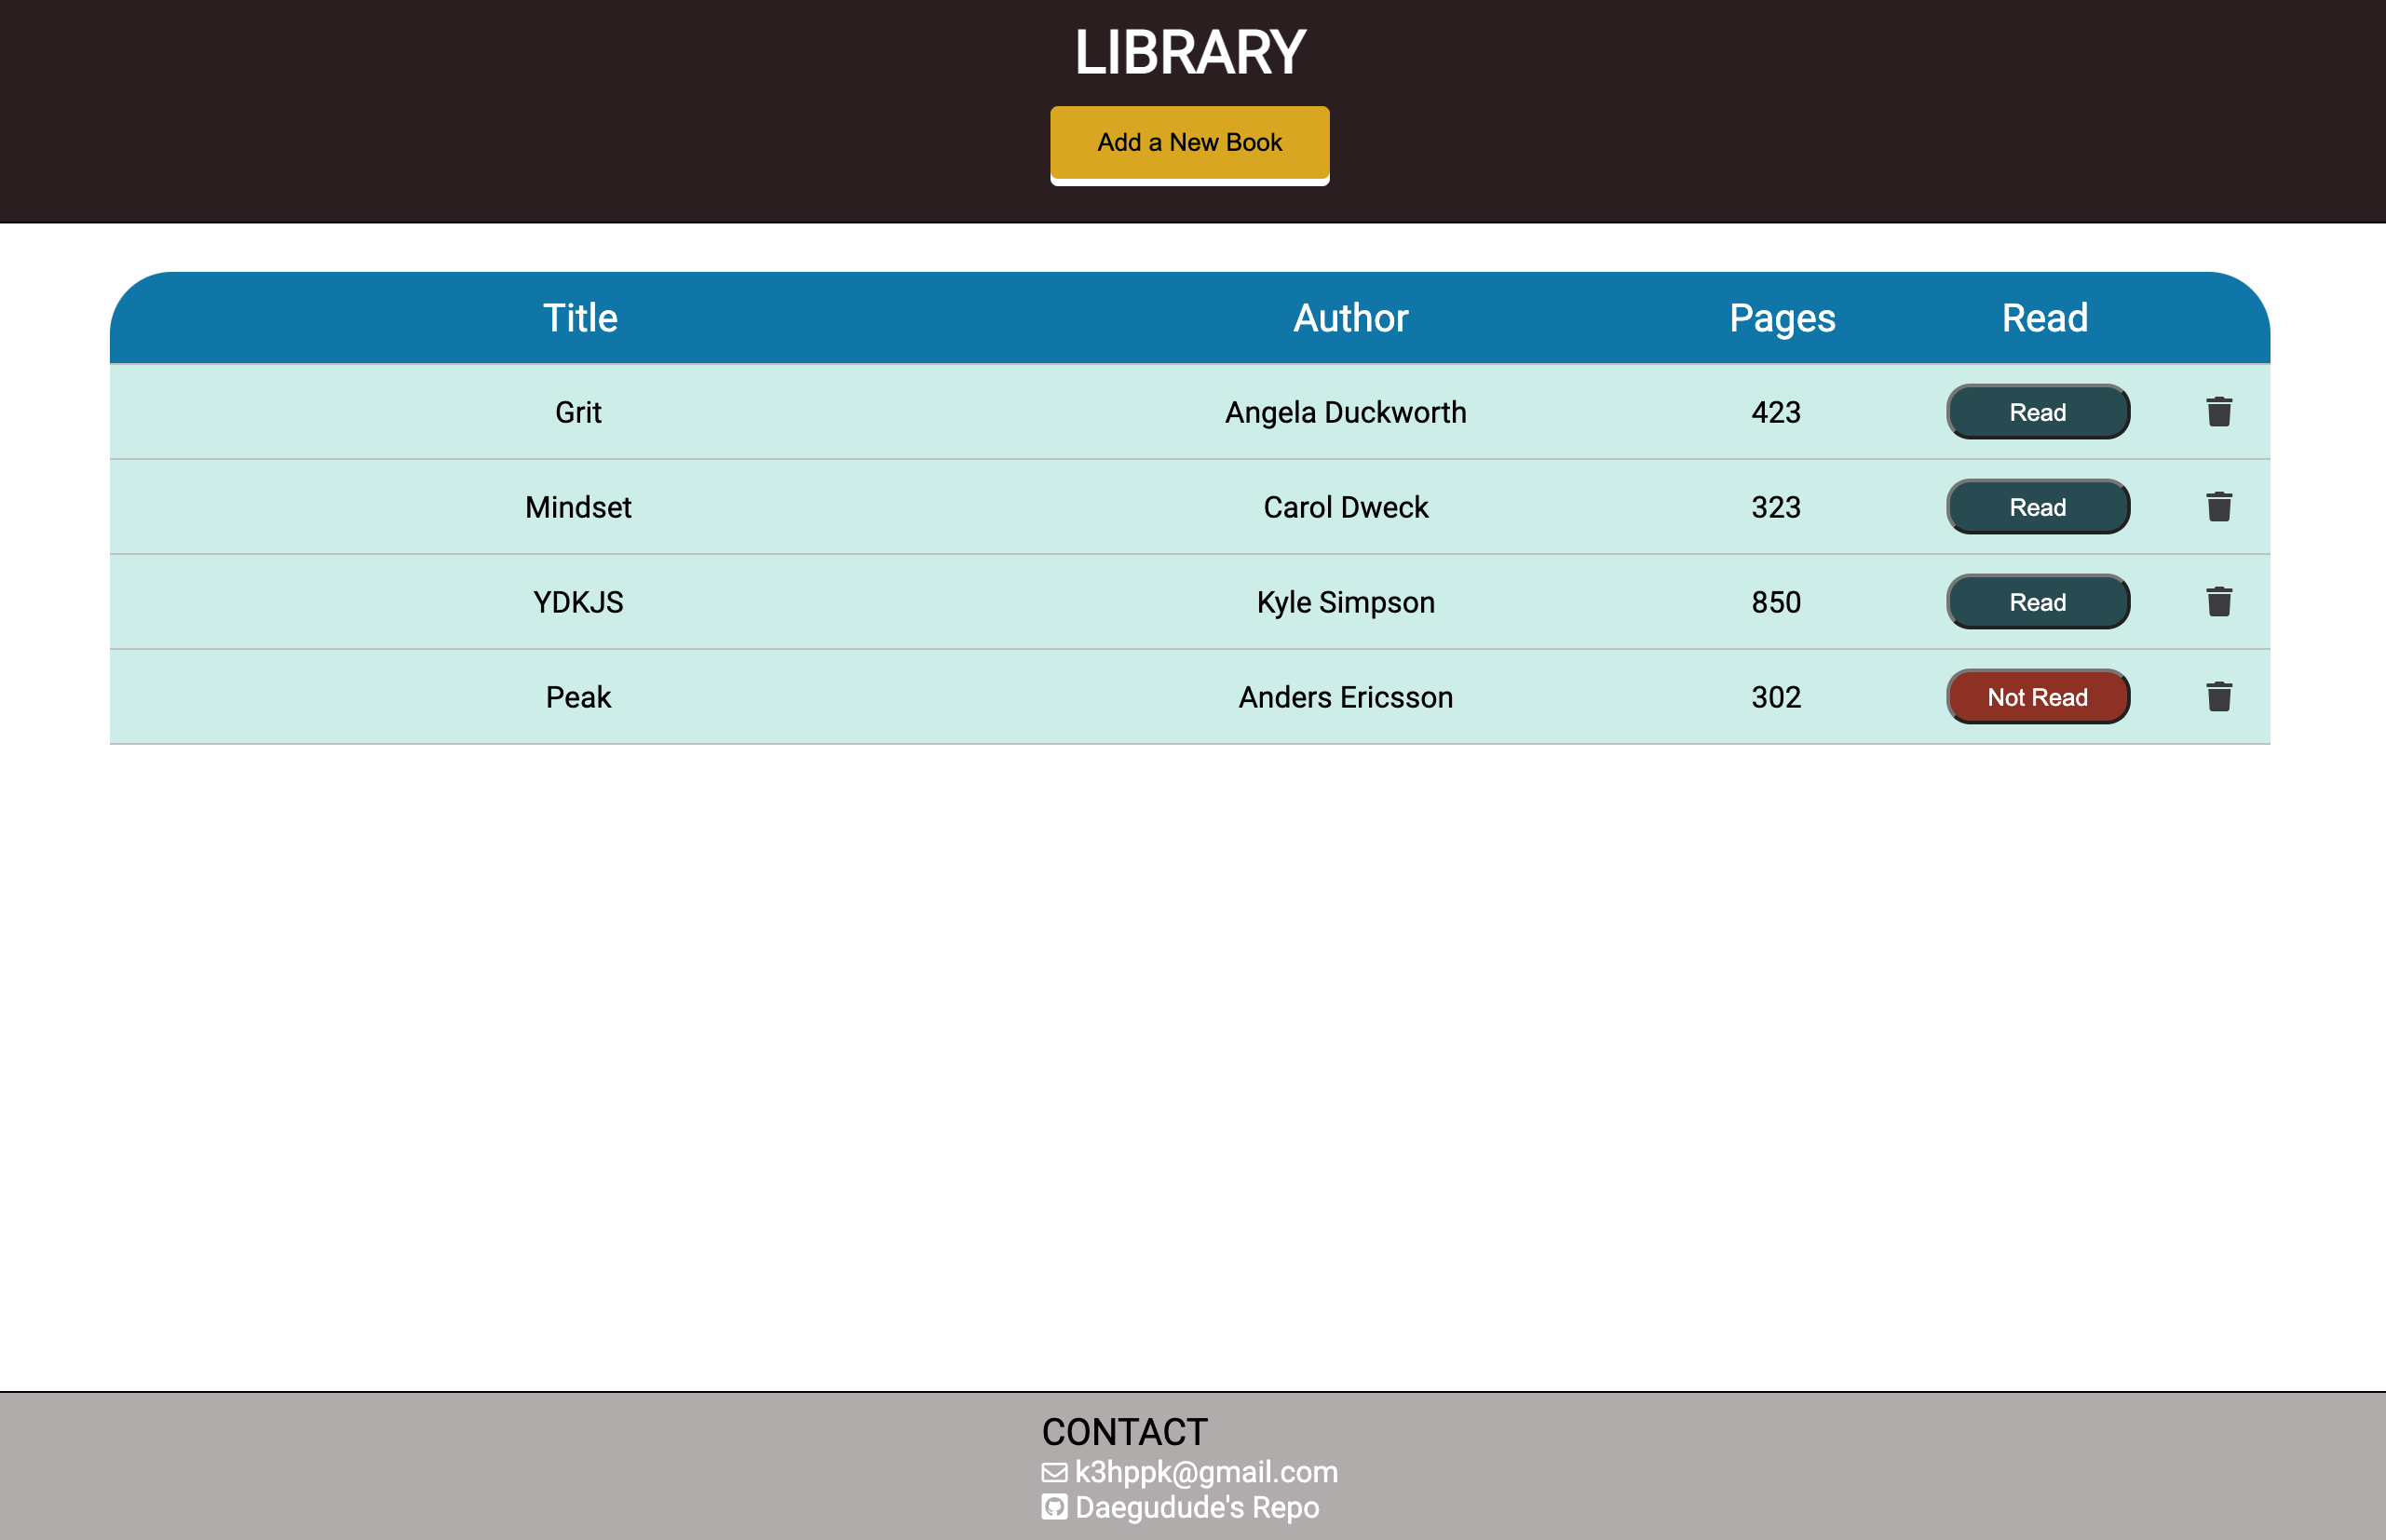 LIBRARY
Add a New Book
Title Author Pages Read
Grit Angela Duckworth 423 Read
Mindset Carol Dweck 323 Read
YDKJS Kyle Simpson 850 Read
Peak Anders Ericsson 302 Not Read
CONTACT
k3hppk@gmail.com
Daegudude's Repo